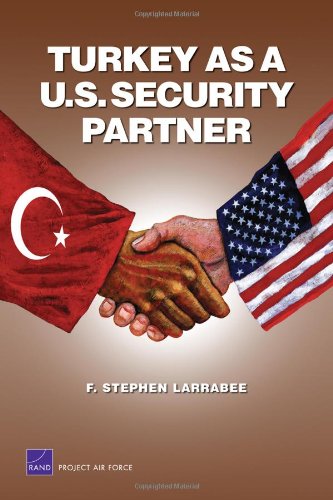 TURKEY AS A
U.S. SECURITY
PARTNER
F. STEPHEN LARRABEE
RAND
PROJECT AIR FORCE